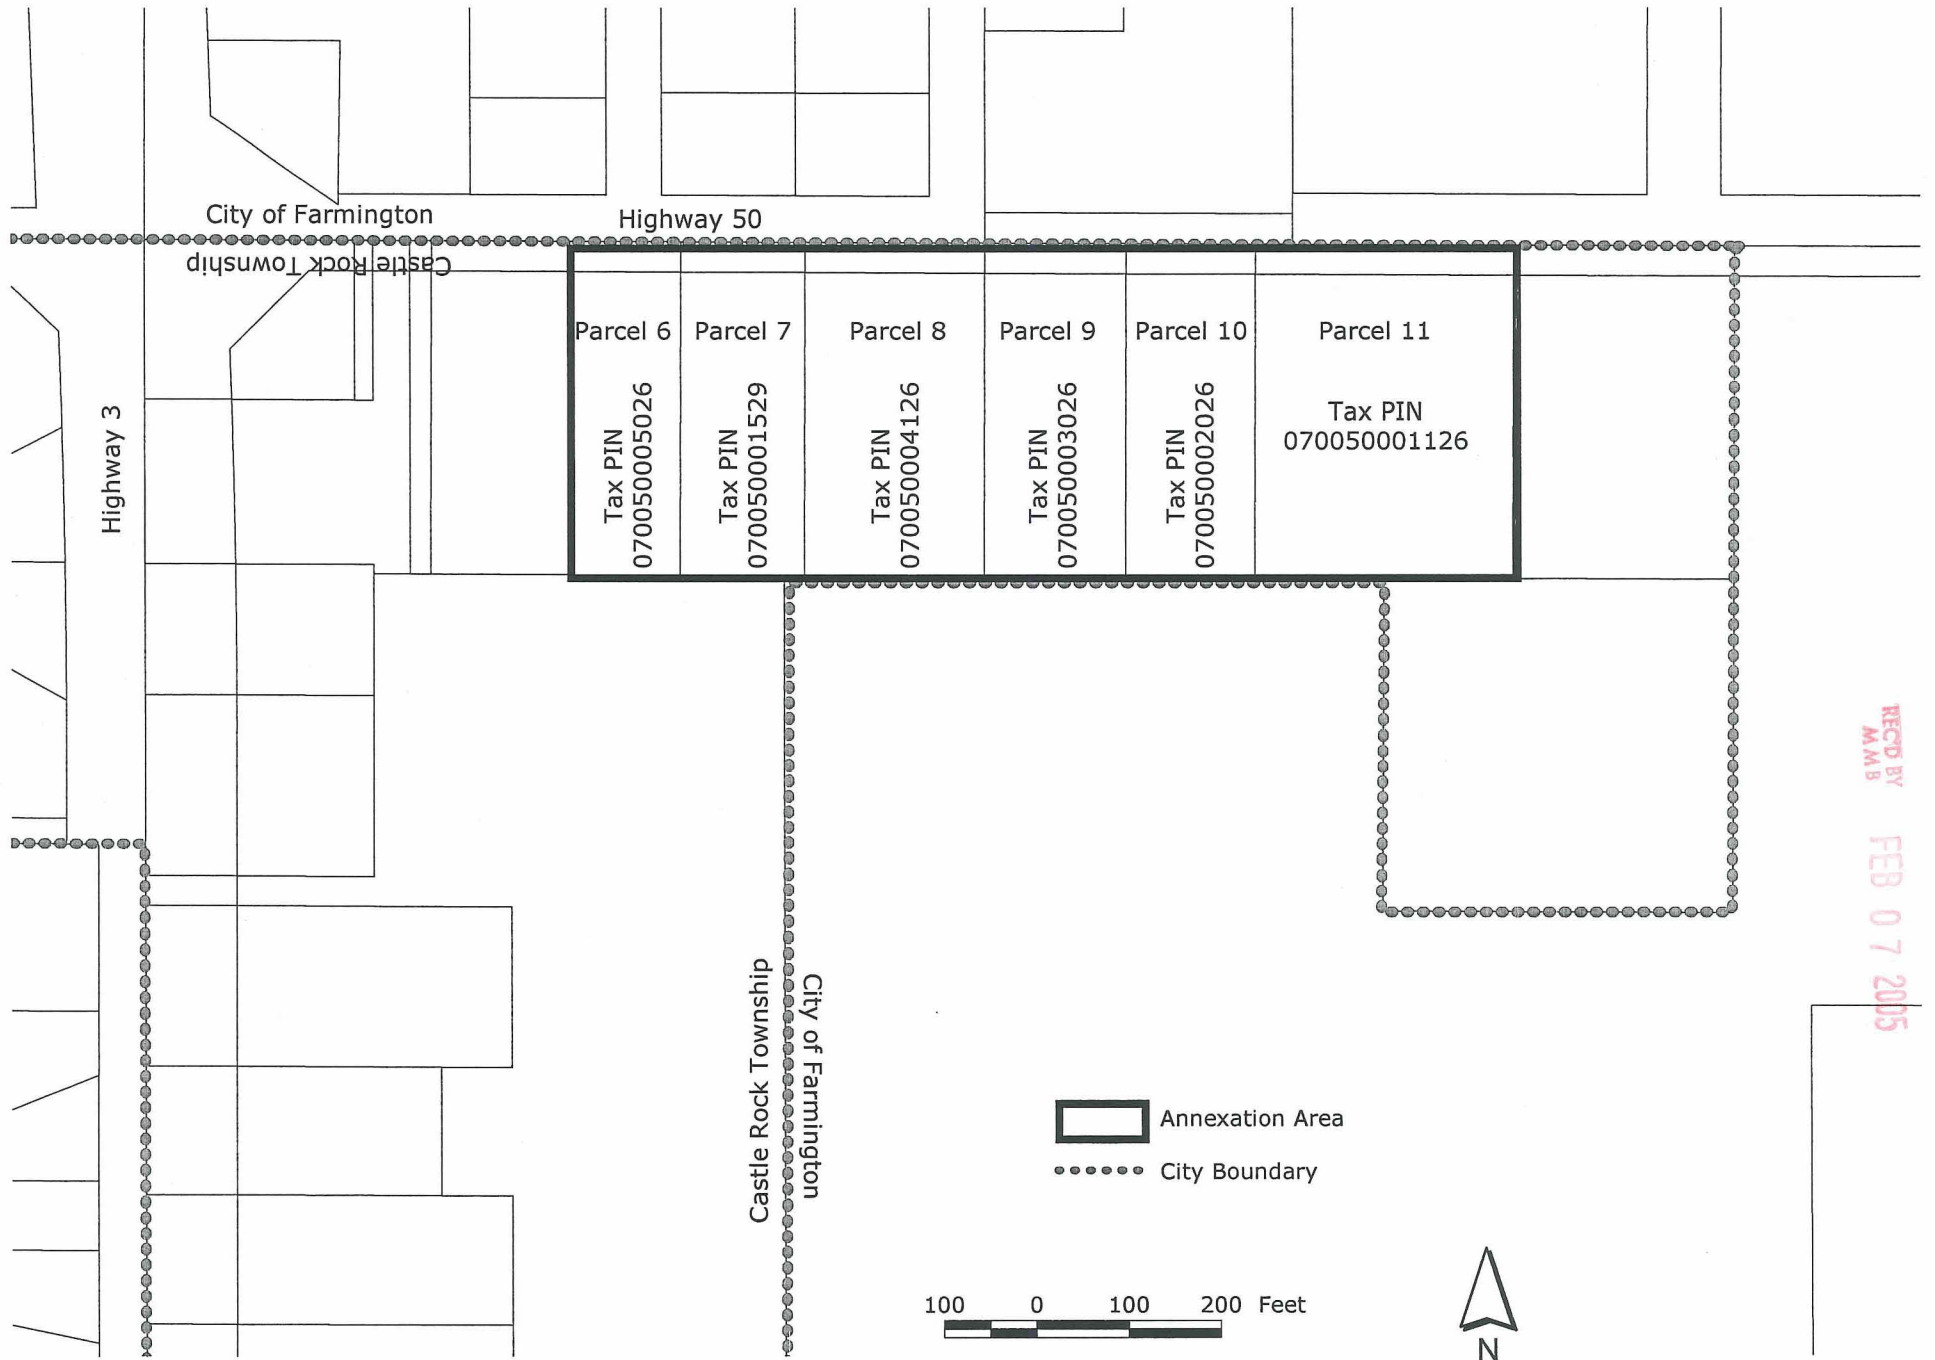 City of Farmington
Highway 50
Castle Rock Township
Highway 3
Parcel 6
Tax PIN
070050005026
Parcel 7
Tax PIN
070050001529
Parcel 8
Tax PIN
070050004126
Parcel 9
Tax PIN
070050003026
Parcel 10
Tax PIN
070050002026
Parcel 11
Tax PIN
070050001126
REC'D BY
MMB
FEB 07 2005
Castle Rock Township
City of Farmington
Annexation Area
City Boundary
100 0 100 200 Feet
N